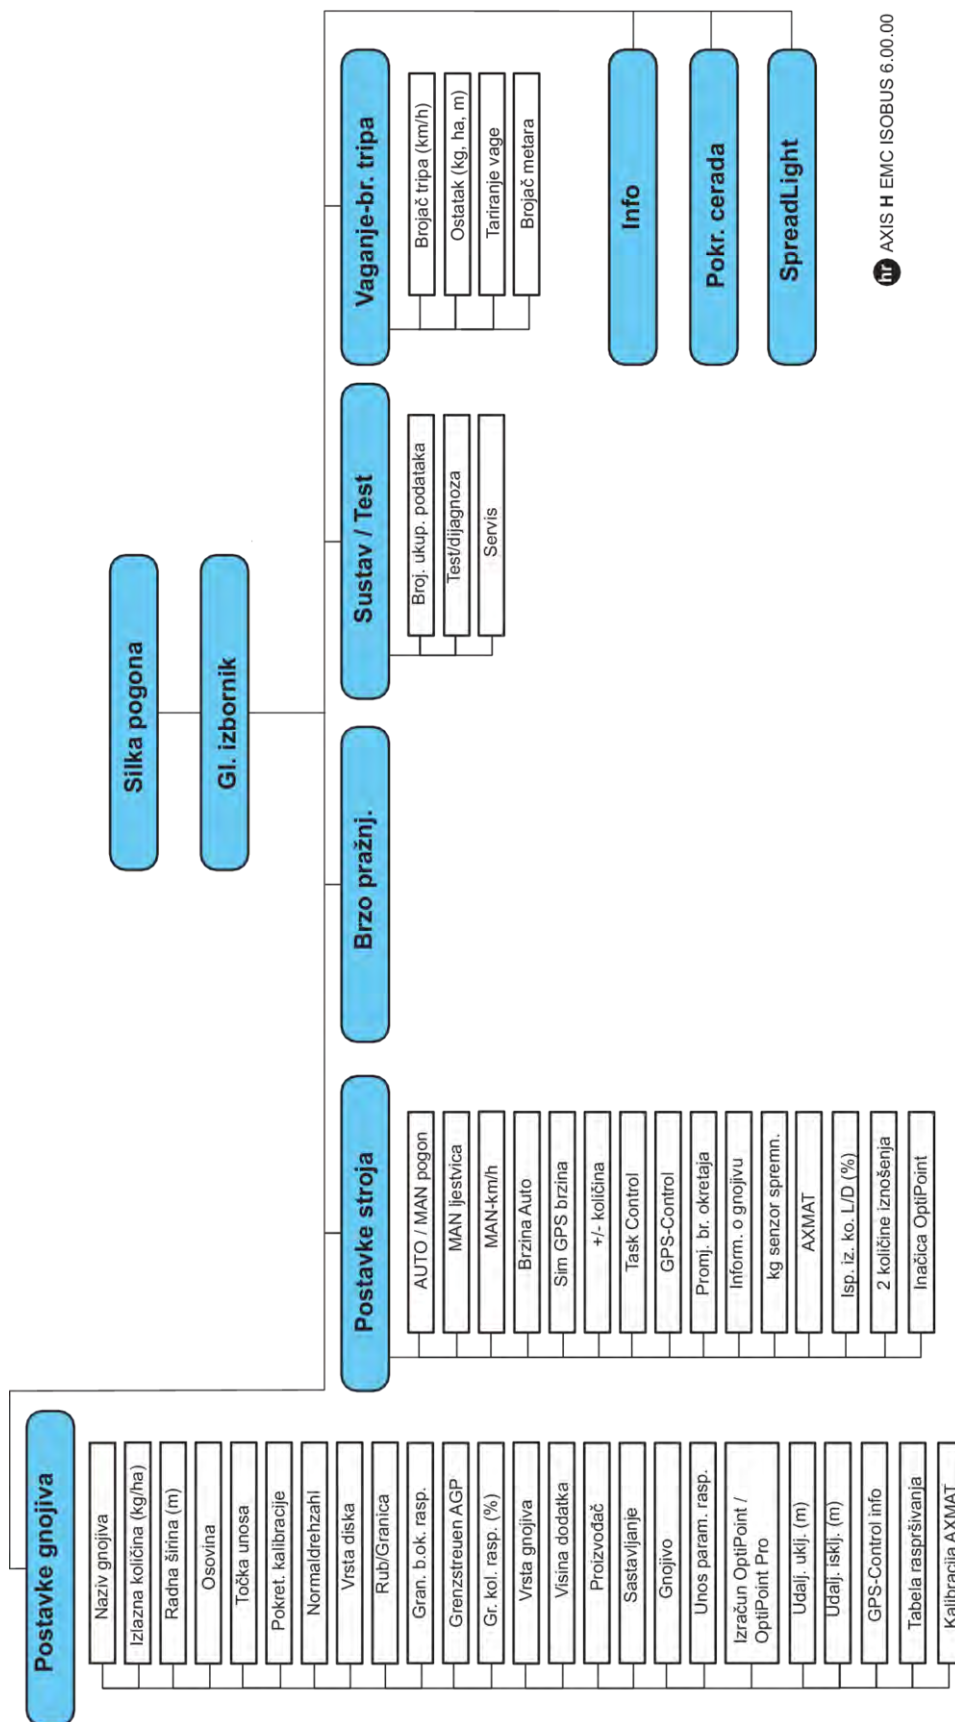 Silka pogona
Gl. izbornik
Postavke gnojiva
Naziv gnojiva
Izlazna količina (kg/ha)
Radna širina (m)
Osovina
Točka unosa
Pokret. kalibracije
Normaldrehzahl
Vrsta diska
Rub/Granica
Gran. b.ok. rasp.
Grenzstreuen AGP
Gr. kol. rasp. (%)
Vrsta gnojiva
Visina dodatka
Proizvođač
Sastavljanje
Gnojivo
Unos param. rasp.
Izračun OptiPoint /
OptiPoint Pro
Udalj. uklj. (m)
Udalj. isklj. (m)
GPS-Control info
Tabela raspršivanja
Kalibracija AXMAT
Postavke stroja
AUTO / MAN pogon
MAN ljestvica
MAN-km/h
Brzina Auto
Sim GPS brzina
+/- količina
Task Control
GPS-Control
Promj. br. okretaja
Inform. o gnojivu
kg senzor spremn.
AXMAT
Isp. iz. ko. L/D (%)
2 količine iznošenja
Inačica OptiPoint
Brzo pražnj.
Sustav / Test
Broj. ukup. podataka
Test/dijagnoza
Servis
Vaganje-br. tripa
Brojač tripa (km/h)
Ostatak (kg, ha, m)
Tariranje vage
Brojač metara
Info
Pokr. cerada
SpreadLight
hr AXIS H EMC ISOBUS 6.00.00